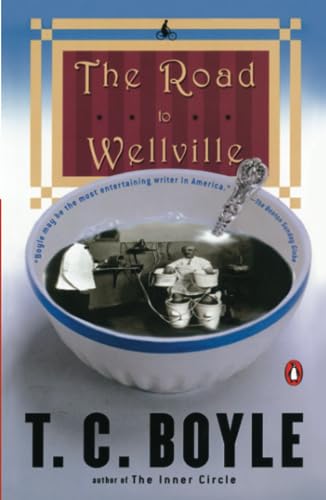 The Road
to
Wellville
"Boyle may be the most entertaining writer in America."
—The Boston Sunday Globe
T. C. BOYLE
author of The Inner Circle